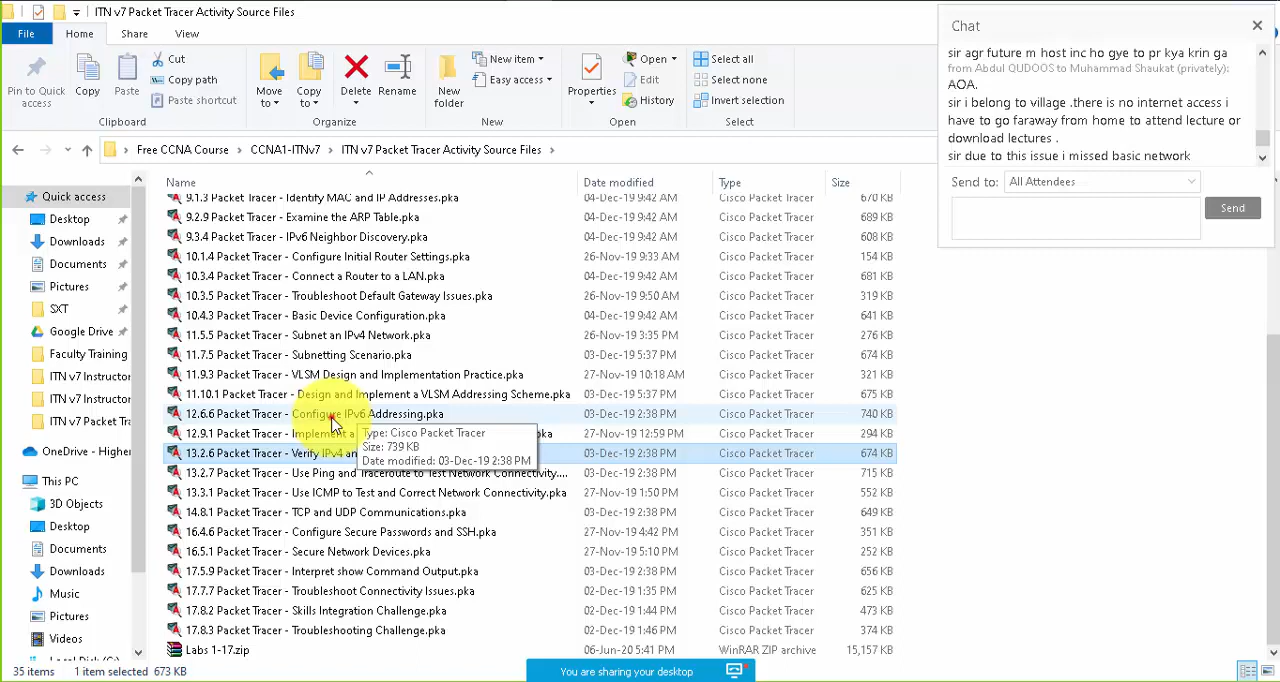 ITN v7 Packet Tracer Activity Source Files
File
Home
Share
View
Pin to Quick
access
Copy
Paste
Cut
Copy path
Paste shortcut
Clipboard
Move
to
Copy
to
Delete
Rename
Organize
New
folder
New item
Easy access
New
Properties
Open
Edit
History
Open
Select all
Select none
Invert selection
Select
Free CCNA Course
CCNA1-ITNv7
ITN v7 Packet Tracer Activity Source Files
Quick access
Desktop
Downloads
Documents
Pictures
SXT
Google Drive
Faculty Training
ITN v7 Instructor
ITN v7 Instructor
ITN v7 Packet Tra
OneDrive - Higher
This PC
3D Objects
Desktop
Documents
Downloads
Music
Pictures
Videos
Name Date modified Type Size
9.1.3 Packet Tracer - Identify MAC and IP Addresses.pka 04-Dec-19 9:42 AM Cisco Packet Tracer 670 KB
9.2.9 Packet Tracer - Examine the ARP Table.pka 04-Dec-19 9:42 AM Cisco Packet Tracer 689 KB
9.3.4 Packet Tracer - IPv6 Neighbor Discovery.pka 04-Dec-19 9:42 AM Cisco Packet Tracer 608 KB
10.1.4 Packet Tracer - Configure Initial Router Settings.pka 26-Nov-19 9:33 AM Cisco Packet Tracer 154 KB
10.3.4 Packet Tracer - Connect a Router to a LAN.pka 04-Dec-19 9:42 AM Cisco Packet Tracer 681 KB
10.3.5 Packet Tracer - Troubleshoot Default Gateway Issues.pka 26-Nov-19 9:50 AM Cisco Packet Tracer 319 KB
10.4.3 Packet Tracer - Basic Device Configuration.pka 04-Dec-19 9:42 AM Cisco Packet Tracer 641 KB
11.5.5 Packet Tracer - Subnet an IPv4 Network.pka 26-Nov-19 3:35 PM Cisco Packet Tracer 276 KB
11.7.5 Packet Tracer - Subnetting Scenario.pka 03-Dec-19 5:37 PM Cisco Packet Tracer 674 KB
11.9.3 Packet Tracer - VLSM Design and Implementation Practice.pka 27-Nov-19 10:18 AM Cisco Packet Tracer 321 KB
11.10.1 Packet Tracer - Design and Implement a VLSM Addressing Scheme.pka 03-Dec-19 5:37 PM Cisco Packet Tracer 675 KB
12.6.6 Packet Tracer - Configure IPv6 Addressing.pka 03-Dec-19 2:38 PM Cisco Packet Tracer 740 KB
12.9.1 Packet Tracer - Implement a ka 27-Nov-19 12:59 PM Cisco Packet Tracer 294 KB
13.2.6 Packet Tracer - Verify IPv4 an 03-Dec-19 2:38 PM Cisco Packet Tracer 674 KB
13.2.7 Packet Tracer - Use Ping and Traceroute to Test Network Connectivity.... 03-Dec-19 2:38 PM Cisco Packet Tracer 715 KB
13.3.1 Packet Tracer - Use ICMP to Test and Correct Network Connectivity.pka 27-Nov-19 1:50 PM Cisco Packet Tracer 552 KB
14.8.1 Packet Tracer - TCP and UDP Communications.pka 03-Dec-19 2:38 PM Cisco Packet Tracer 649 KB
16.4.6 Packet Tracer - Configure Secure Passwords and SSH.pka 27-Nov-19 4:42 PM Cisco Packet Tracer 351 KB
16.5.1 Packet Tracer - Secure Network Devices.pka 27-Nov-19 5:10 PM Cisco Packet Tracer 252 KB
17.5.9 Packet Tracer - Interpret show Command Output.pka 03-Dec-19 2:38 PM Cisco Packet Tracer 656 KB
17.7.7 Packet Tracer - Troubleshoot Connectivity Issues.pka 02-Dec-19 1:35 PM Cisco Packet Tracer 625 KB
17.8.2 Packet Tracer - Skills Integration Challenge.pka 02-Dec-19 1:44 PM Cisco Packet Tracer 473 KB
17.8.3 Packet Tracer - Troubleshooting Challenge.pka 02-Dec-19 1:46 PM Cisco Packet Tracer 374 KB
Labs 1-17.zip 06-Jun-20 5:41 PM WinRAR ZIP archive 15,157 KB
Type: Cisco Packet Tracer
Size: 739 KB
Date modified: 03-Dec-19 2:38 PM
35 items 1 item selected 673 KB
You are sharing your desktop
Chat
sir agr future m host inc ho gye to pr kya krin ga
from Abdul QUDOOS to Muhammad Shaukat (privately):
AOA.
sir i belong to village .there is no internet access i
have to go faraway from home to attend lecture or
download lectures .
sir due to this issue i missed basic network
Send to: All Attendees
Send